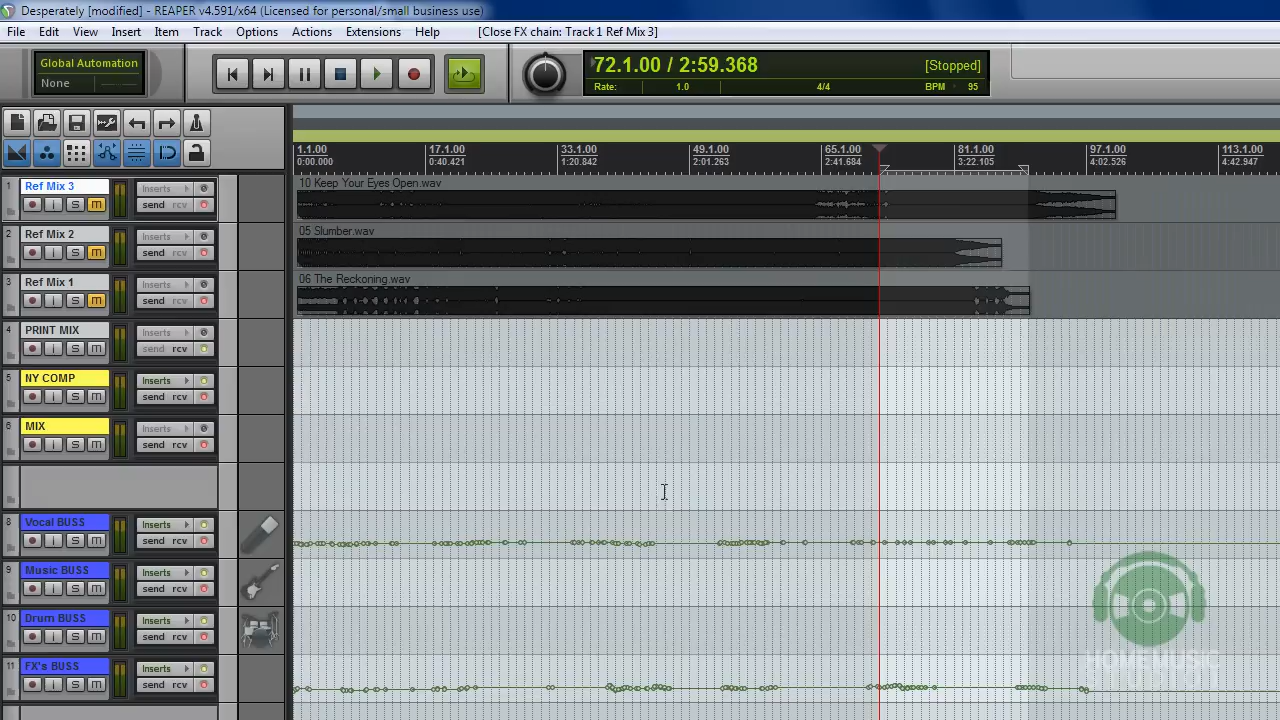 Desperately [modified] - REAPER v4.591/x64 (Licensed for personal/small business use)
File Edit View Insert Item Track Options Actions Extensions Help [Close FX chain: Track 1 Ref Mix 3]
Global Automation
None
72.1.00 / 2:59.368 [Stopped]
Rate: 1.0 4/4 BPM 95
1.1.00 17.1.00 33.1.00 49.1.00 65.1.00 81.1.00 97.1.00 113.1.00
0:00.000 0:40.421 1:20.842 2:01.263 2:41.684 3:22.105 4:02.526 4:42.947
1 Ref Mix 3 Inserts 10 Keep Your Eyes Open.wav
i S M send rcv
2 Ref Mix 2 Inserts 05 Slumber.wav
i S M send rcv
3 Ref Mix 1 Inserts 06 The Reckoning.wav
i S M send rcv
4 PRINT MIX Inserts
i S M send rcv
5 NY COMP Inserts
i S M send rcv
6 MIX Inserts
i S M send rcv
8 Vocal BUSS Inserts
i S M send rcv
9 Music BUSS Inserts
i S M send rcv
10 Drum BUSS Inserts
i S M send rcv
11 FX's BUSS Inserts
i S M send rcv
HOMEMUSIC
STUDIO1